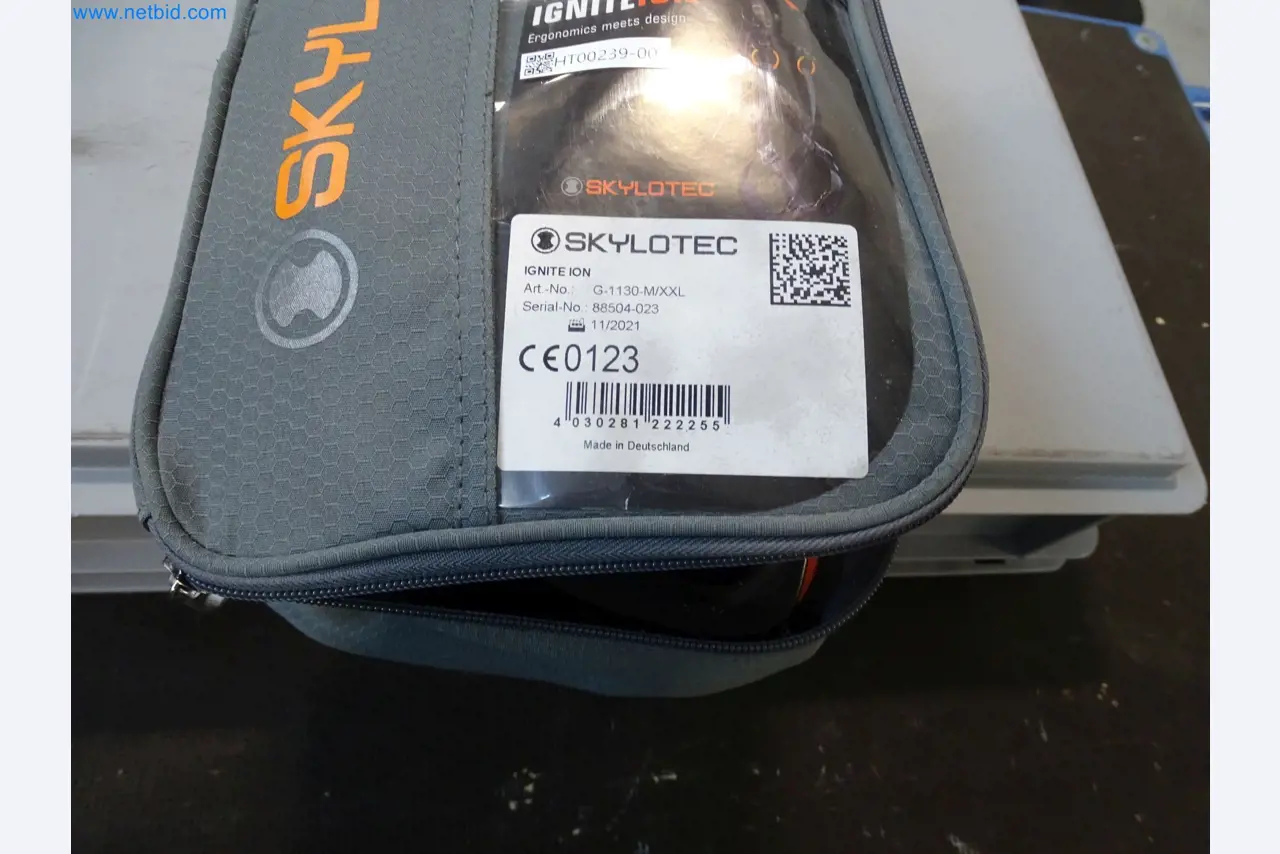 www.netbid.com
SKYL
IGNITE ION
Ergonomics meets design
HT00239-00
SKYLOTEC
SKYLOTEC
IGNITE ION
Art.-No.: G-1130-M/XXL
Serial-No.: 88504-023
11/2021
CE0123
4 030281 222255
Made in Deutschland